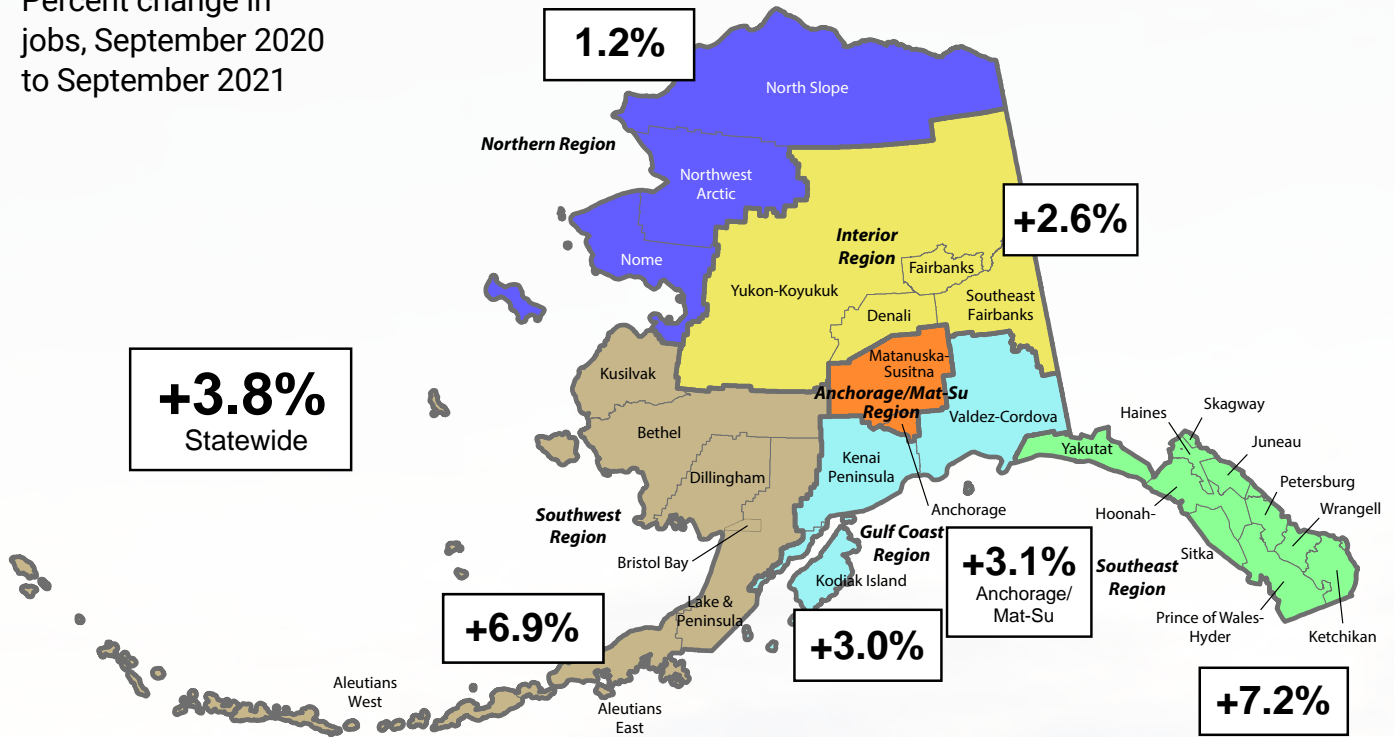 Percent change in
jobs, September 2020
to September 2021
1.2%
North Slope
Northern Region
Northwest
Arctic
Nome
+2.6%
Interior
Region
Fairbanks
Yukon-Koyukuk
Southeast
Fairbanks
Denali
+3.8%
Statewide
Kusilvak
Matanuska-
Susitna
Anchorage/Mat-Su
Region
Valdez-Cordova
Bethel
Dillingham
Kenai
Peninsula
Anchorage
Yakutat
Haines
Skagway
Juneau
Petersburg
Wrangell
Hoonah-
Sitka
Southwest
Region
Bristol Bay
Gulf Coast
Region
Kodiak Island
+3.1%
Anchorage/
Mat-Su
Southeast
Region
Prince of Wales-
Hyder
Ketchikan
Lake &
Peninsula
+6.9%
+3.0%
+7.2%
Aleutians
West
Aleutians
East